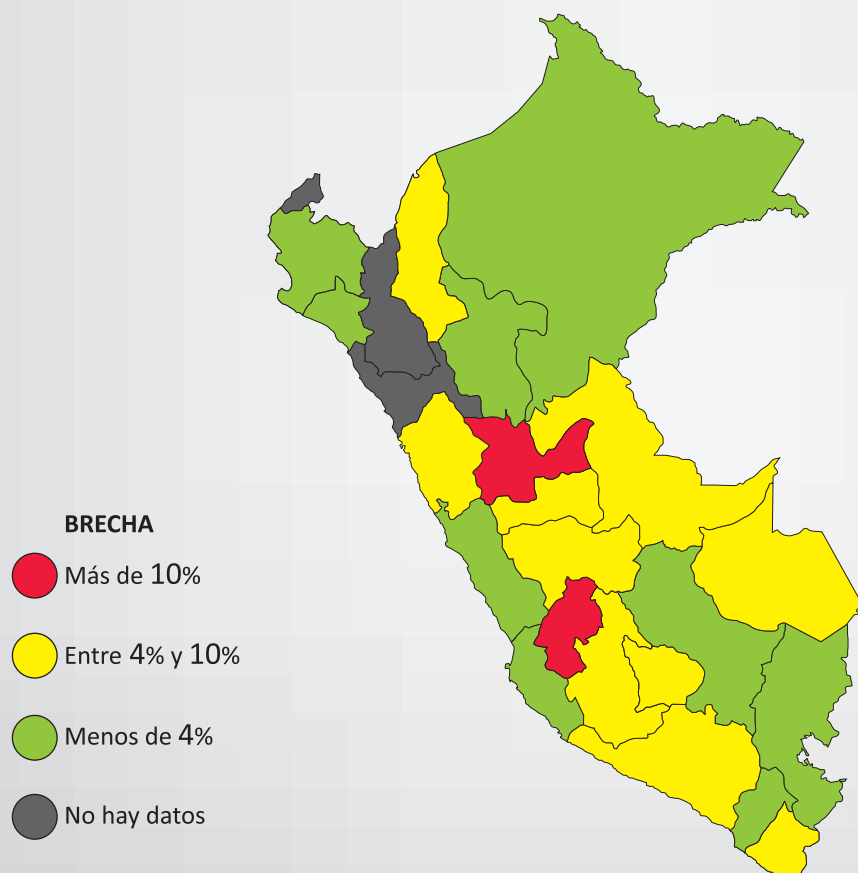 BRECHA
Más de 10%
Entre 4% y 10%
Menos de 4%
No hay datos